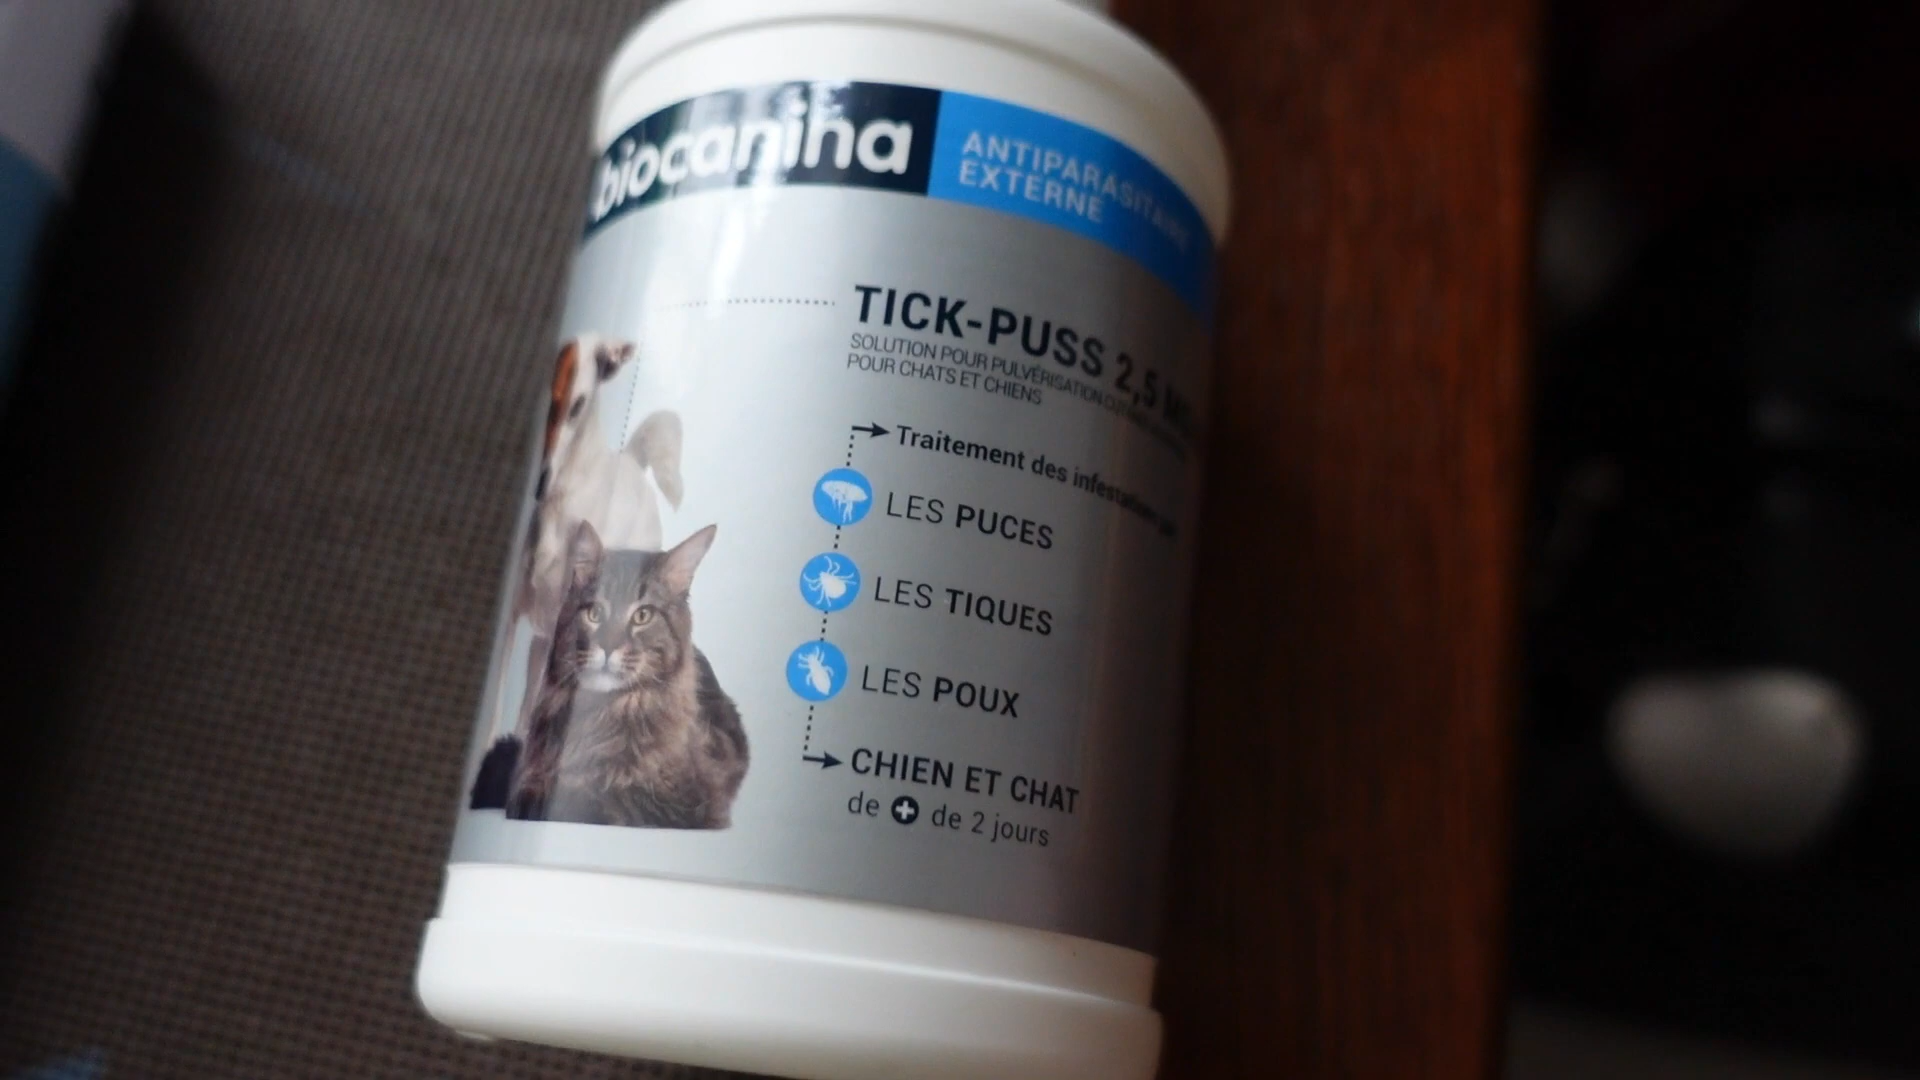 biocanina
ANTIPARASITAIRE
EXTERNE
TICK-PUSS 2,5
SOLUTION POUR PULVÉRISATION
POUR CHATS ET CHIENS
Traitement des infestations
LES PUCES
LES TIQUES
LES POUX
CHIEN ET CHAT
de + de 2 jours